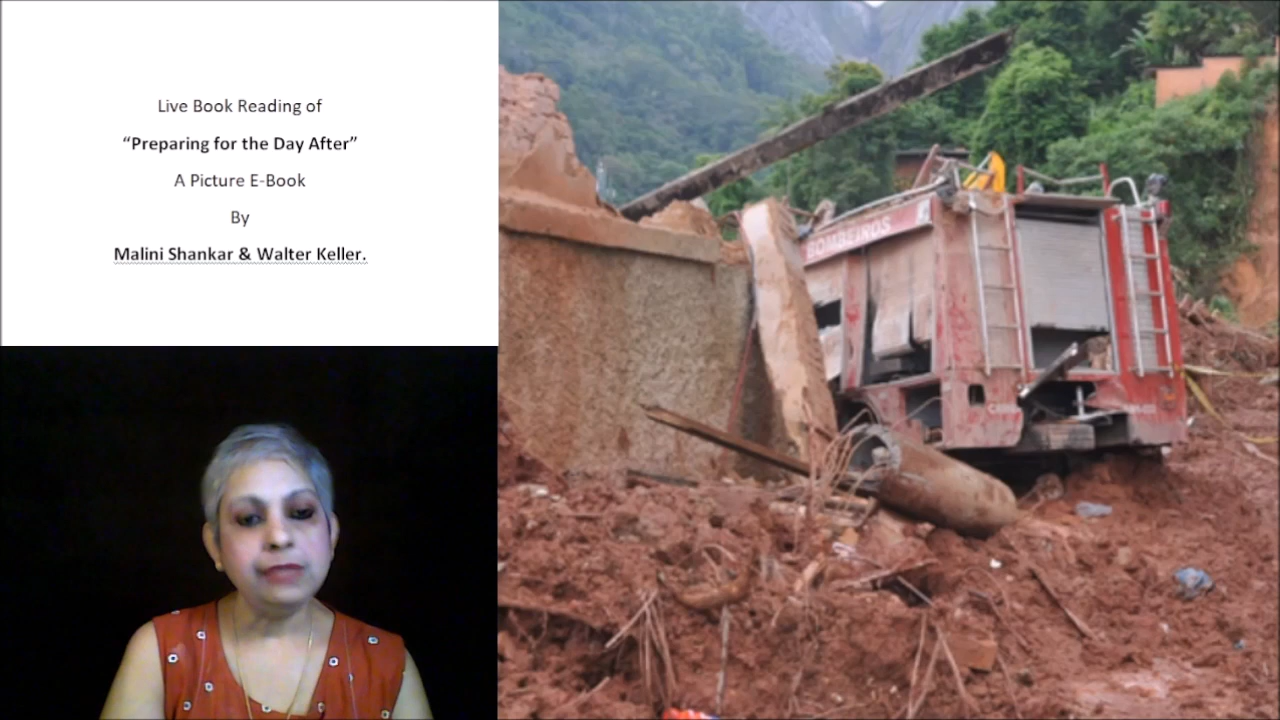 Live Book Reading of
“Preparing for the Day After”
A Picture E-Book
By
Malini Shankar & Walter Keller.
BOMBEIROS